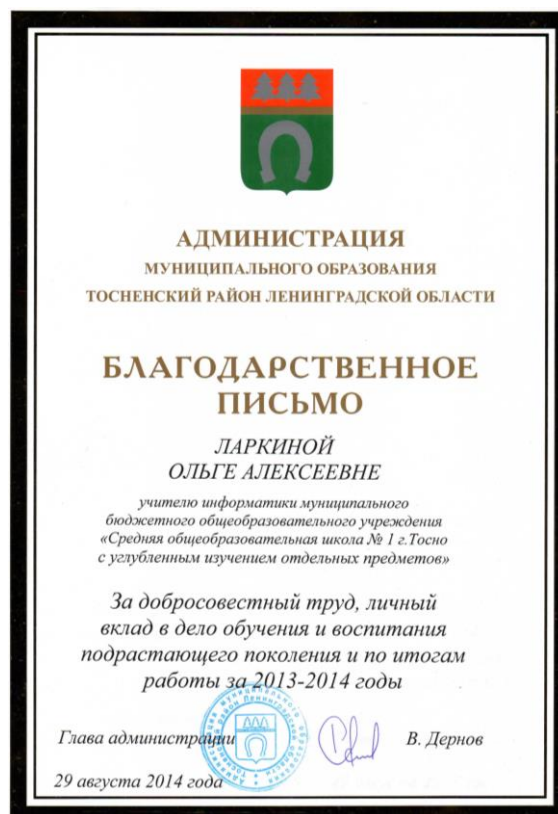 АДМИНИСТРАЦИЯ
МУНИЦИПАЛЬНОГО ОБРАЗОВАНИЯ
ТОСНЕНСКИЙ РАЙОН ЛЕНИНГРАДСКОЙ ОБЛАСТИ
БЛАГОДАРСТВЕННОЕ
ПИСЬМО
ЛАРКИНОЙ
ОЛЬГЕ АЛЕКСЕЕВНЕ
учителю информатики муниципального
бюджетного общеобразовательного учреждения
«Средняя общеобразовательная школа № 1 г.Тосно
с углубленным изучением отдельных предметов»
За добросовестный труд, личный
вклад в дело обучения и воспитания
подрастающего поколения и по итогам
работы за 2013-2014 годы
Глава администрации В. Дернов
29 августа 2014 года